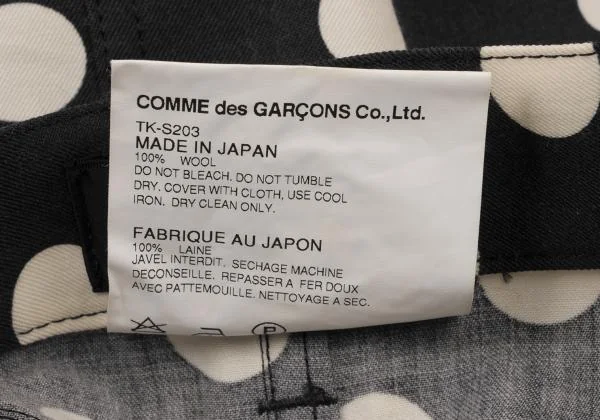 COMME des GARÇONS Co.,Ltd.
TK-S203
MADE IN JAPAN
100% WOOL
DO NOT BLEACH. DO NOT TUMBLE
DRY. COVER WITH CLOTH, USE COOL
IRON. DRY CLEAN ONLY.
FABRIQUE AU JAPON
100% LAINE
JAVEL INTERDIT. SECHAGE MACHINE
DECONSEILLE. REPASSER A FER DOUX
AVEC PATTEMOUILLE. NETTOYAGE A SEC.
P